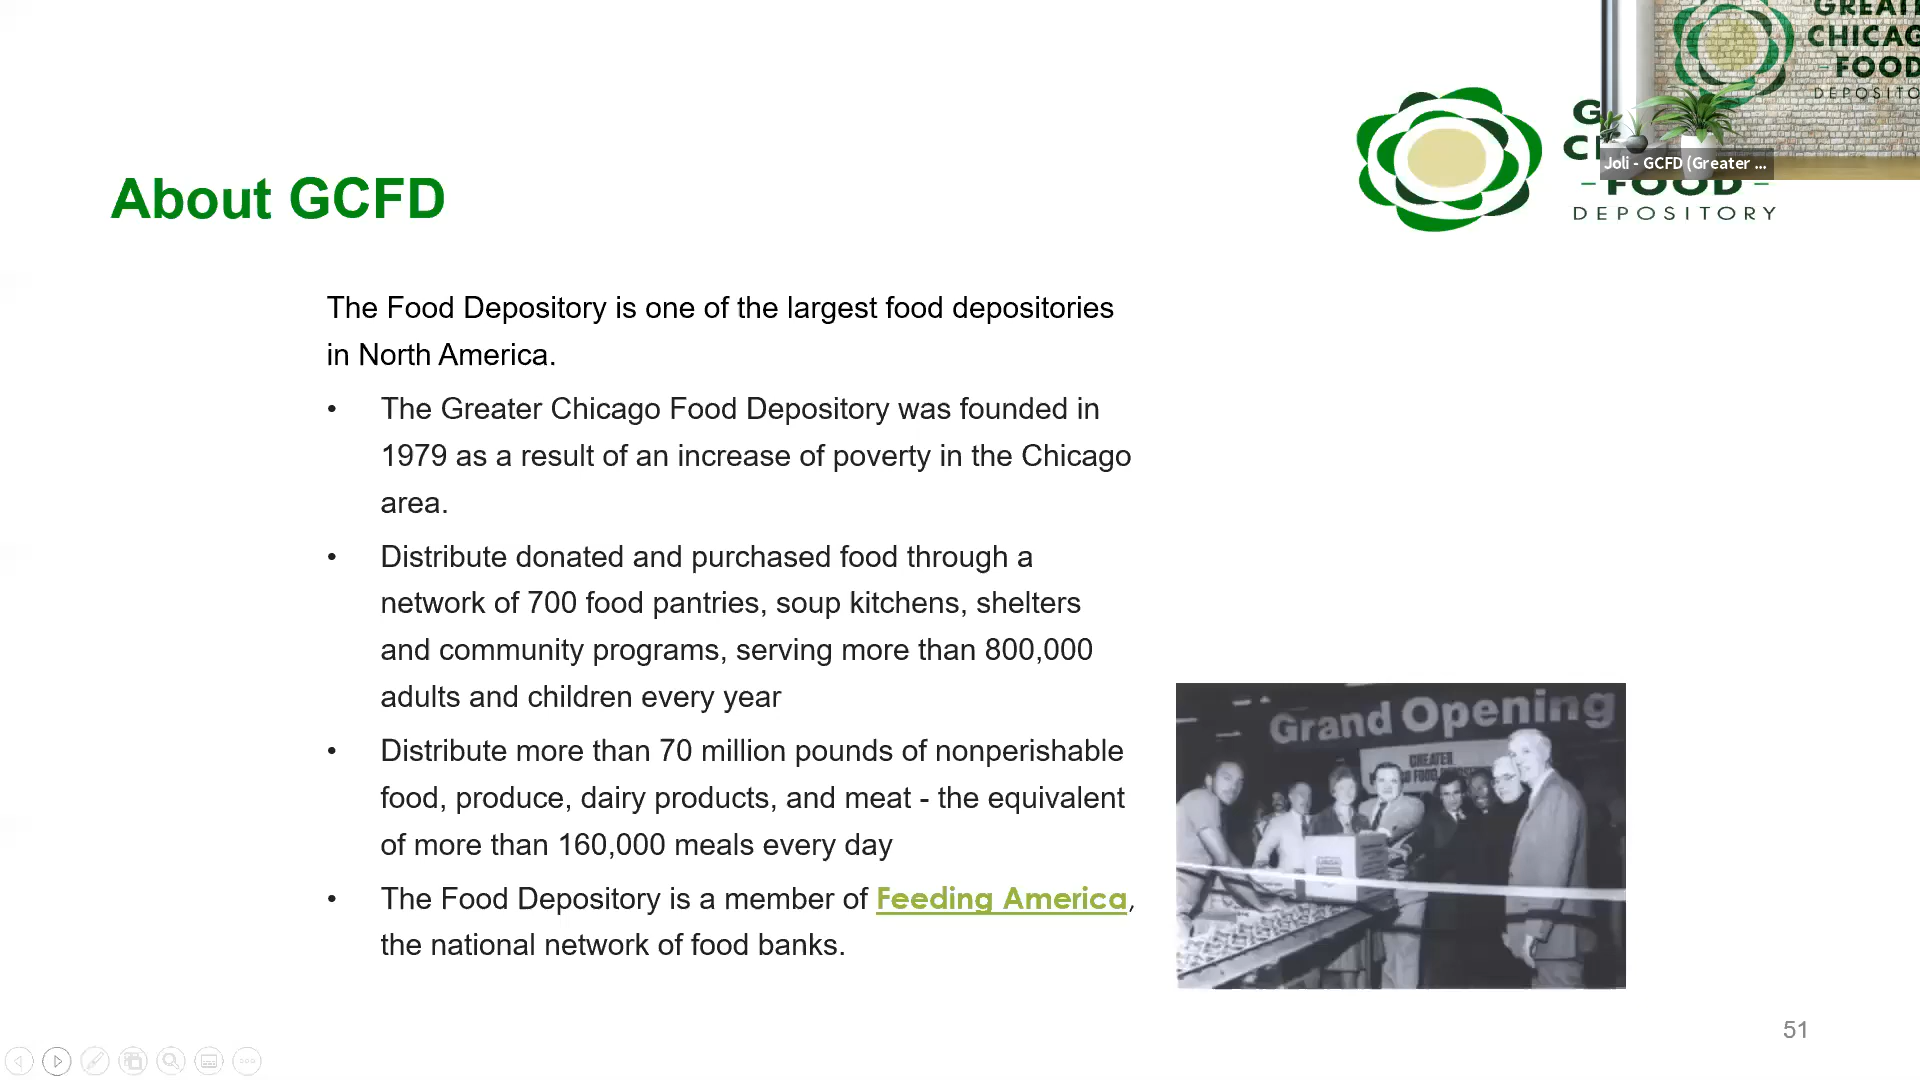 GREAT
CHICAG
FOOD
DEPOSITO
Joli - GCFD (Greater ...
FOOD
DEPOSITORY
About GCFD
The Food Depository is one of the largest food depositories
in North America.
• The Greater Chicago Food Depository was founded in
1979 as a result of an increase of poverty in the Chicago
area.
• Distribute donated and purchased food through a
network of 700 food pantries, soup kitchens, shelters
and community programs, serving more than 800,000
adults and children every year
• Distribute more than 70 million pounds of nonperishable
food, produce, dairy products, and meat - the equivalent
of more than 160,000 meals every day
• The Food Depository is a member of Feeding America,
the national network of food banks.
Grand Opening
GREATER
51